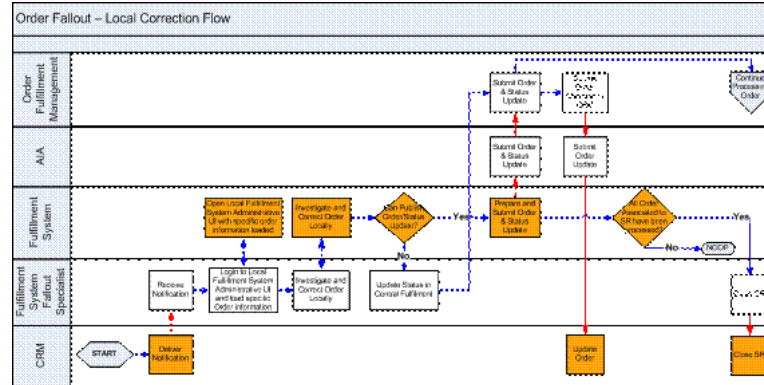 Order Fallout – Local Correction Flow
Order
Fulfillment
Management
Submit Order
& Status
Update
Continue
Processing
Order
AIA
Submit Order
& Status
Update
Submit
Order
Update
Fulfillment
System
Open Local Fulfillment
System Administrative
UI with specific order
information loaded
Investigate and
Correct Order
Locally
Can Publish
Order/Status
Update?
Yes
Prepare and
Submit Order
& Status
Update
All Order
Associated to
SR have been
processed?
Yes
No
NOOP
No
Fulfillment
System
Fallout
Specialist
Receive
Notification
Login to Local
Fulfillment System
Administrative UI
and load specific
Order information
Investigate and
Correct Order
Locally
Update Status in
Central Fulfillment
CRM
START
Deliver
Notification
Update
Order
Close SR